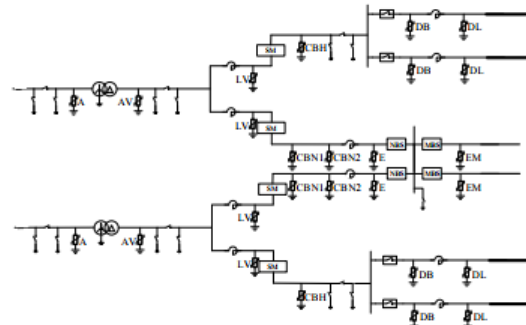 DB DL
SM CBH
LV DB DL
A AV
LV
SM NBS MBS
CBN1 CBN2 E EM
SM NBS MBS
CBN1 CBN2 E EM
LV
A AV
LV SM
CBH DB DL
DB DL